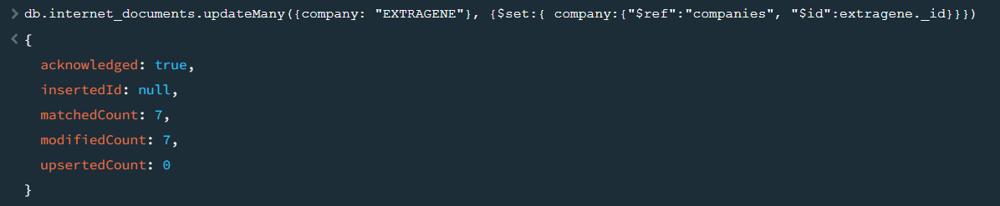 > db.internet_documents.updateMany({company: "EXTRAGENE"}, {$set:{ company:{"$ref":"companies", "$id":extragene._id}}})
< {
acknowledged: true,
insertedId: null,
matchedCount: 7,
modifiedCount: 7,
upsertedCount: 0
}